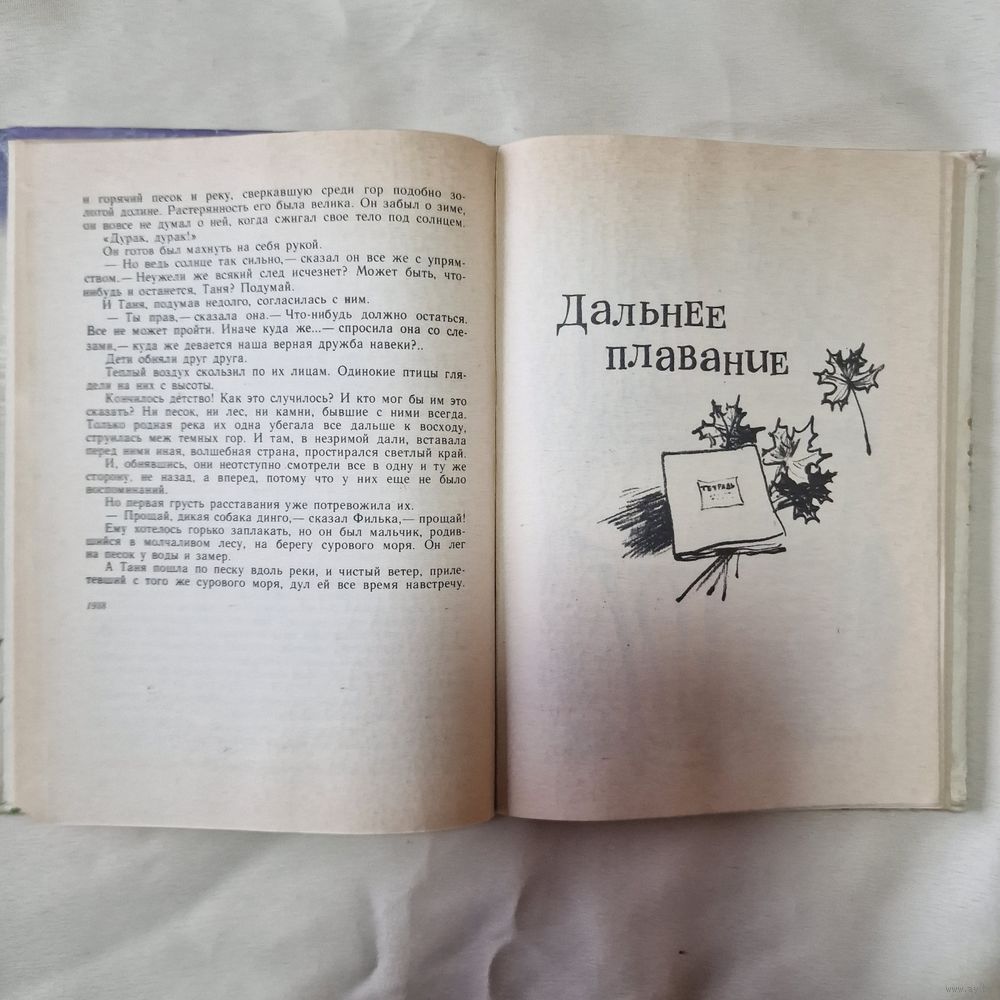 и горячий песок и реку, сверкавшую среди гор подобно зо-
лотой долине. Растерянность его была велика. Он забыл о зиме,
он вовсе не думал о ней, когда сжигал свое тело под солнцем.
«Дурак, дурак!»
Он готов был махнуть на себя рукой.
— Но ведь солнце так сильно,— сказал он все же с упрям-
ством.— Неужели же всякий след исчезнет? Может быть, что-
нибудь и останется, Таня? Подумай.
И Таня, подумав недолго, согласилась с ним.
— Ты прав,— сказала она.— Что-нибудь должно остаться.
Все не может пройти. Иначе куда же...— спросила она со сле-
зами,— куда же девается наша верная дружба навеки?..
Дети обняли друг друга.
Теплый воздух скользил по их лицам. Одинокие птицы гля-
дели на них с высоты.
Кончилось детство! Как это случилось? И кто мог бы им это
сказать? Ни песок, ни лес, ни камни, бывшие с ними всегда.
Только родная река их одна убегала все дальше к восходу,
струилась меж темных гор. И там, в незримой дали, вставала
перед ними иная, волшебная страна, простирался светлый край.
И, обнявшись, они неотступно смотрели все в одну и ту же
сторону, не назад, а вперед, потому что у них еще не было
воспоминаний.
Но первая грусть расставания уже потревожила их.
— Прощай, дикая собака динго,— сказал Филька,— прощай!
Ему хотелось горько заплакать, но он был мальчик, родив-
шийся в молчаливом лесу, на берегу сурового моря. Он лег
на песок у воды и замер.
А Таня пошла по песку вдоль реки, и чистый ветер, приле-
тевший с того же сурового моря, дул ей все время навстречу.
1938
Дальнее
плавание
ТЕТРАДЬ